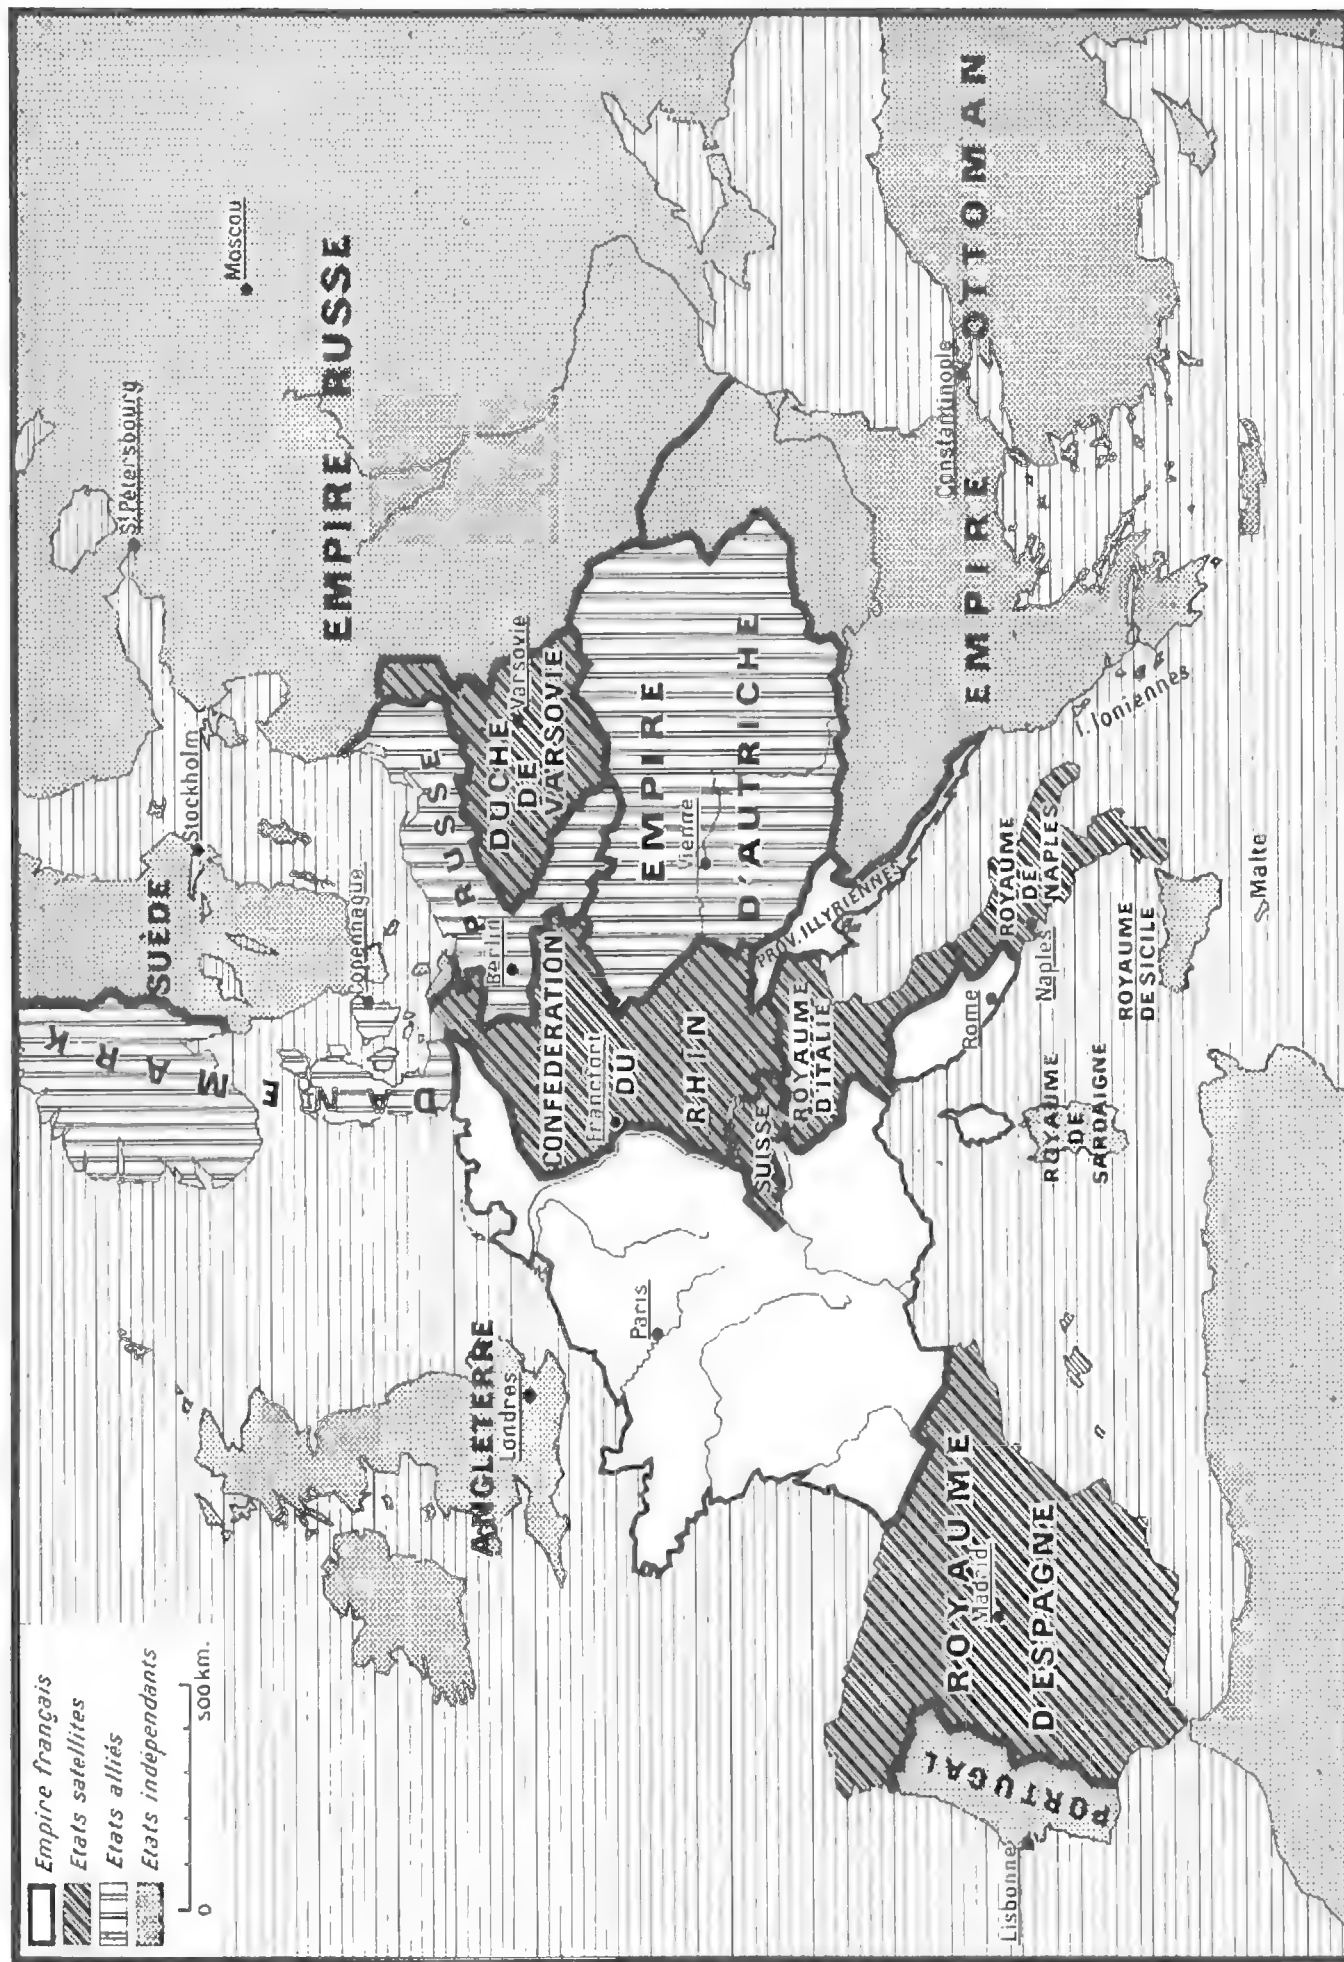 Empire français
Etats satellites
Etats alliés
Etats indépendants
0 500 km.
DANEMARK
SUÈDE
Stockholm
Copenhague
St Pétersbourg
Moscou
EMPIRE RUSSE
ANGLETERRE
Londres
PRUSSE
Berlin
DUCHÉ
DE
VARSOVIE
Varsovie
CONFEDERATION
DU
RHIN
Francfort
Paris
EMPIRE
D'AUTRICHE
Vienne
SUISSE
ROYAUME
D'ITALIE
PROV. ILLYRIENNES
ROYAUME
D'ESPAGNE
Madrid
PORTUGAL
Lisbonne
Rome
ROYAUME
DE
NAPLES
Naples
ROYAUME
DE
SARDAIGNE
ROYAUME
DE SICILE
Malte
I. Ioniennes
EMPIRE OTTOMAN
Constantinople